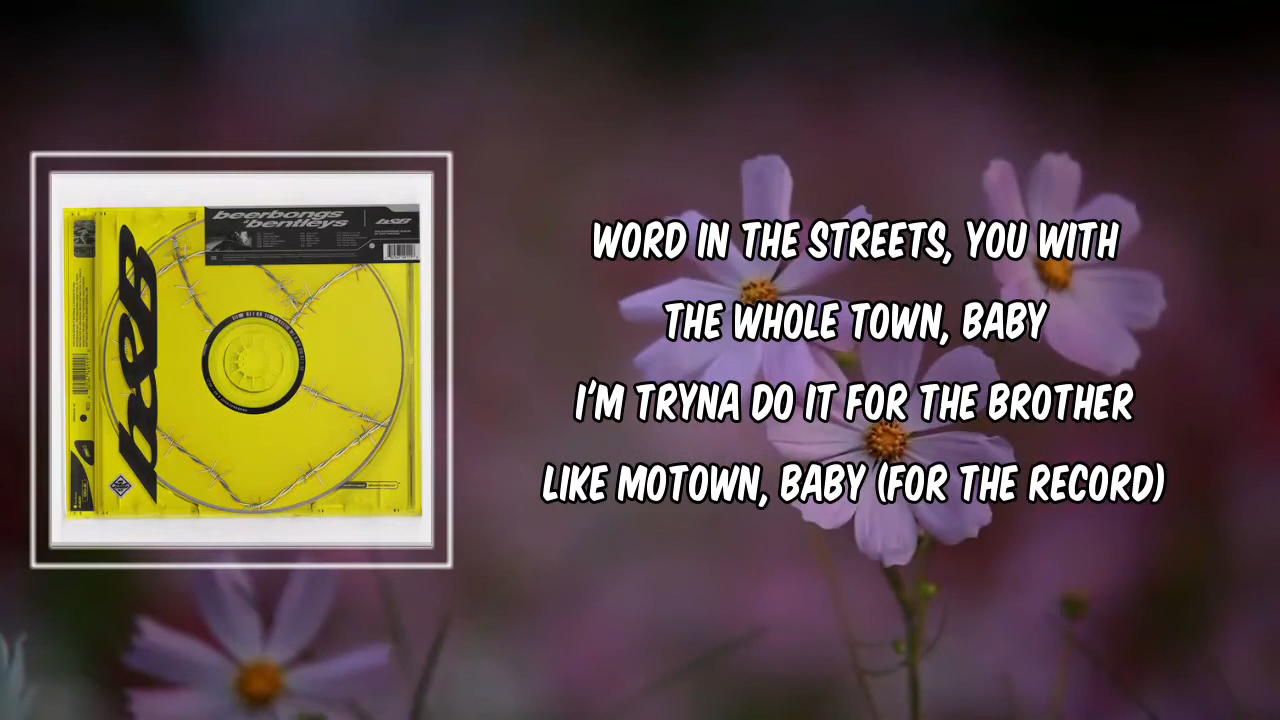 beerbongs
& bentleys
b&b
b&b
WORD IN THE STREETS, YOU WITH
THE WHOLE TOWN, BABY
I'M TRYNA DO IT FOR THE BROTHER
LIKE MOTOWN, BABY (FOR THE RECORD)